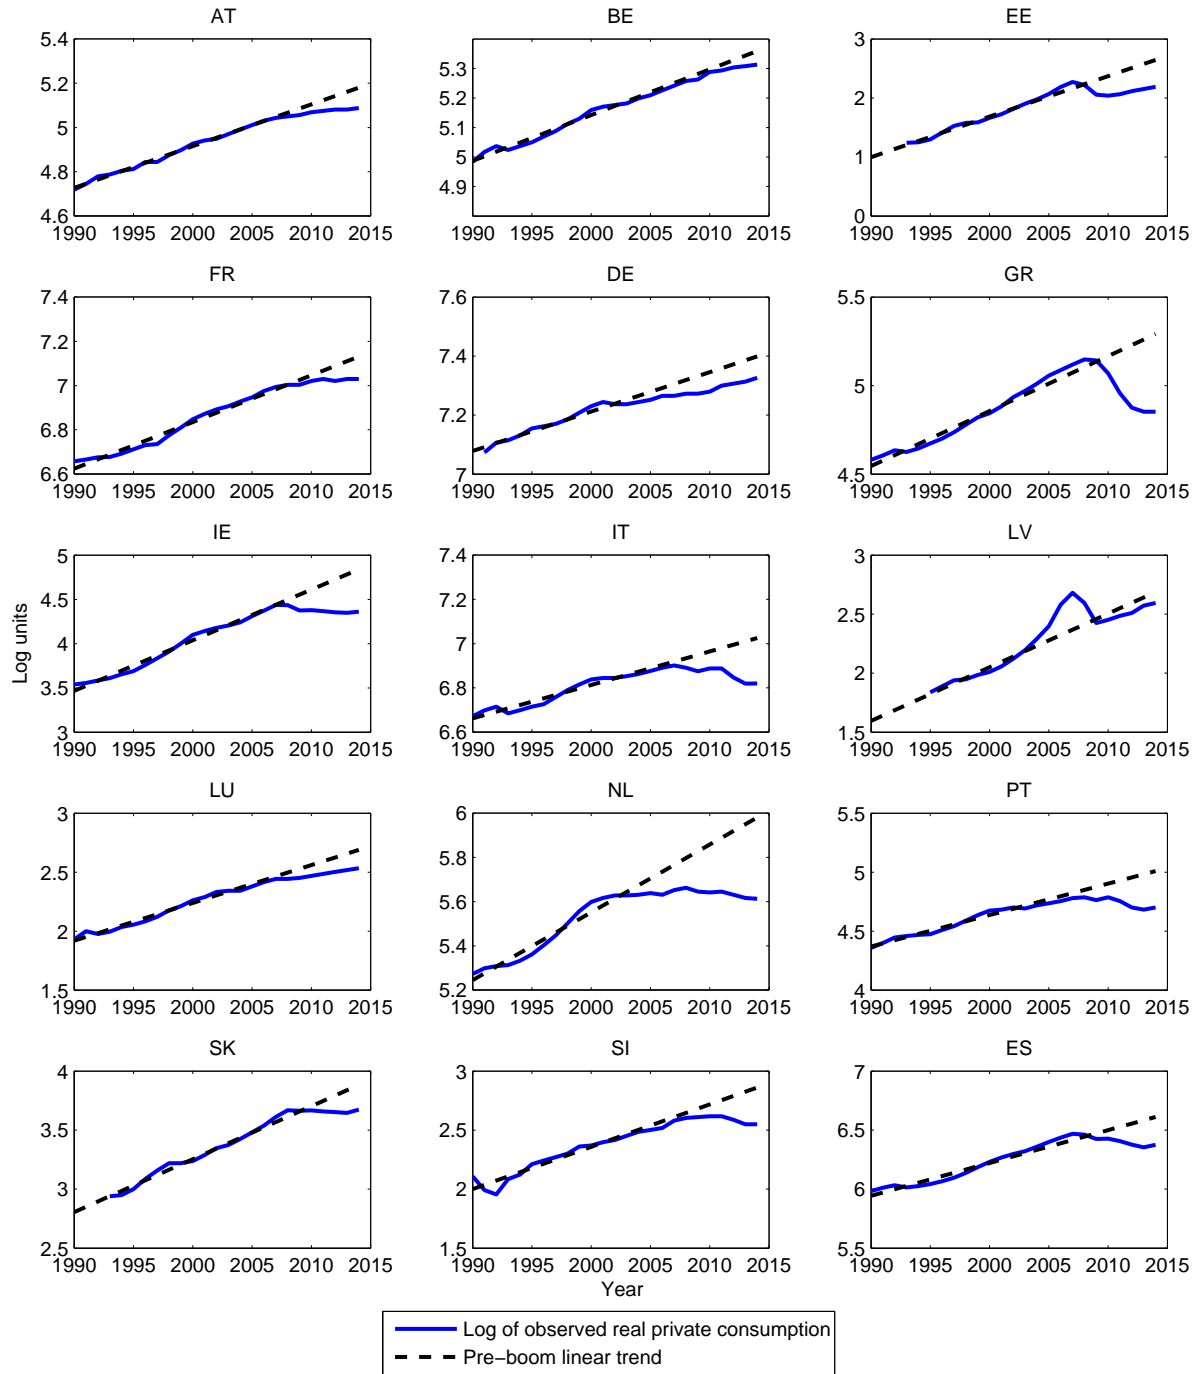 AT
BE
EE
5.4
5.2
5
4.8
4.6
1990 1995 2000 2005 2010 2015
5.3
5.2
5.1
5
4.9
1990 1995 2000 2005 2010 2015
3
2
1
0
1990 1995 2000 2005 2010 2015
FR
DE
GR
7.4
7.2
7
6.8
6.6
1990 1995 2000 2005 2010 2015
7.6
7.4
7.2
7
1990 1995 2000 2005 2010 2015
5.5
5
4.5
1990 1995 2000 2005 2010 2015
IE
IT
LV
Log units
5
4.5
4
3.5
3
1990 1995 2000 2005 2010 2015
7.4
7.2
7
6.8
6.6
1990 1995 2000 2005 2010 2015
3
2.5
2
1.5
1990 1995 2000 2005 2010 2015
LU
NL
PT
3
2.5
2
1.5
1990 1995 2000 2005 2010 2015
6
5.8
5.6
5.4
5.2
1990 1995 2000 2005 2010 2015
5.5
5
4.5
4
1990 1995 2000 2005 2010 2015
SK
SI
ES
4
3.5
3
2.5
1990 1995 2000 2005 2010 2015
3
2.5
2
1.5
1990 1995 2000 2005 2010 2015
7
6.5
6
5.5
1990 1995 2000 2005 2010 2015
Year
Log of observed real private consumption
Pre−boom linear trend